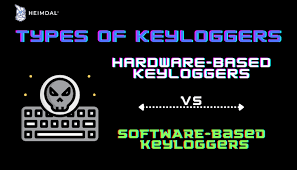 HEIMDAL®
TYPES OF KEYLOGGERS
HARDWARE-BASED
KEYLOGGERS
VS
SOFTWARE-BASED
KEYLOGGERS